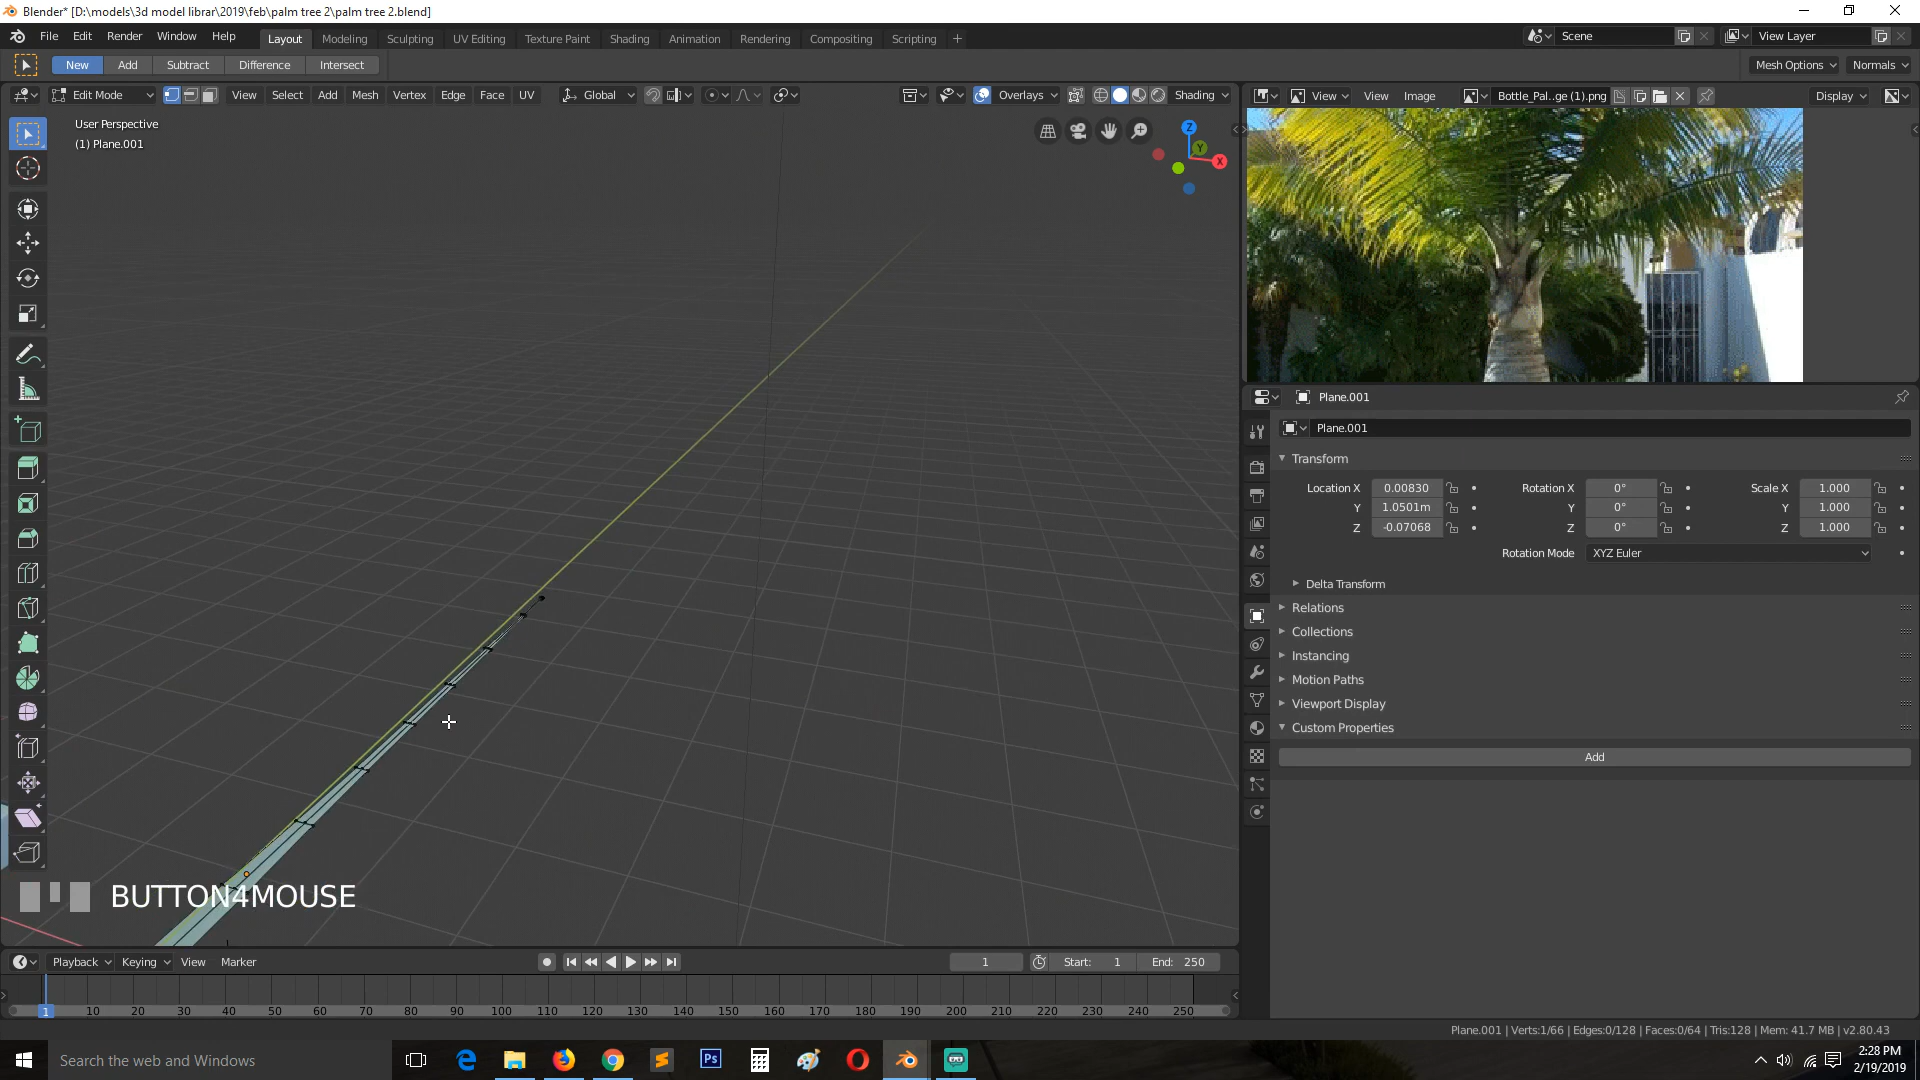 Blender* [D:\models\3d model librar\2019\feb\palm tree 2\palm tree 2.blend]
File Edit Render Window Help Layout Modeling Sculpting UV Editing Texture Paint Shading Animation Rendering Compositing Scripting + Scene View Layer
New Add Subtract Difference Intersect Mesh Options Normals
Edit Mode View Select Add Mesh Vertex Edge Face UV Global Overlays Shading View View Image Bottle_Pal..ge (1).png Display
User Perspective
(1) Plane.001
Z
Y
X
Plane.001
Plane.001
Transform
Location X 0.00830 Rotation X 0° Scale X 1.000
Y 1.0501m Y 0° Y 1.000
Z -0.07068 Z 0° Z 1.000
Rotation Mode XYZ Euler
Delta Transform
Relations
Collections
Instancing
Motion Paths
Viewport Display
Custom Properties
Add
BUTTON4MOUSE
Playback Keying View Marker 1 Start: 1 End: 250
1 10 20 30 40 50 60 70 80 90 100 110 120 130 140 150 160 170 180 190 200 210 220 230 240 250
Plane.001 | Verts:1/66 | Edges:0/128 | Faces:0/64 | Tris:128 | Mem: 41.7 MB | v2.80.43
Search the web and Windows
Ps
2:28 PM
2/19/2019